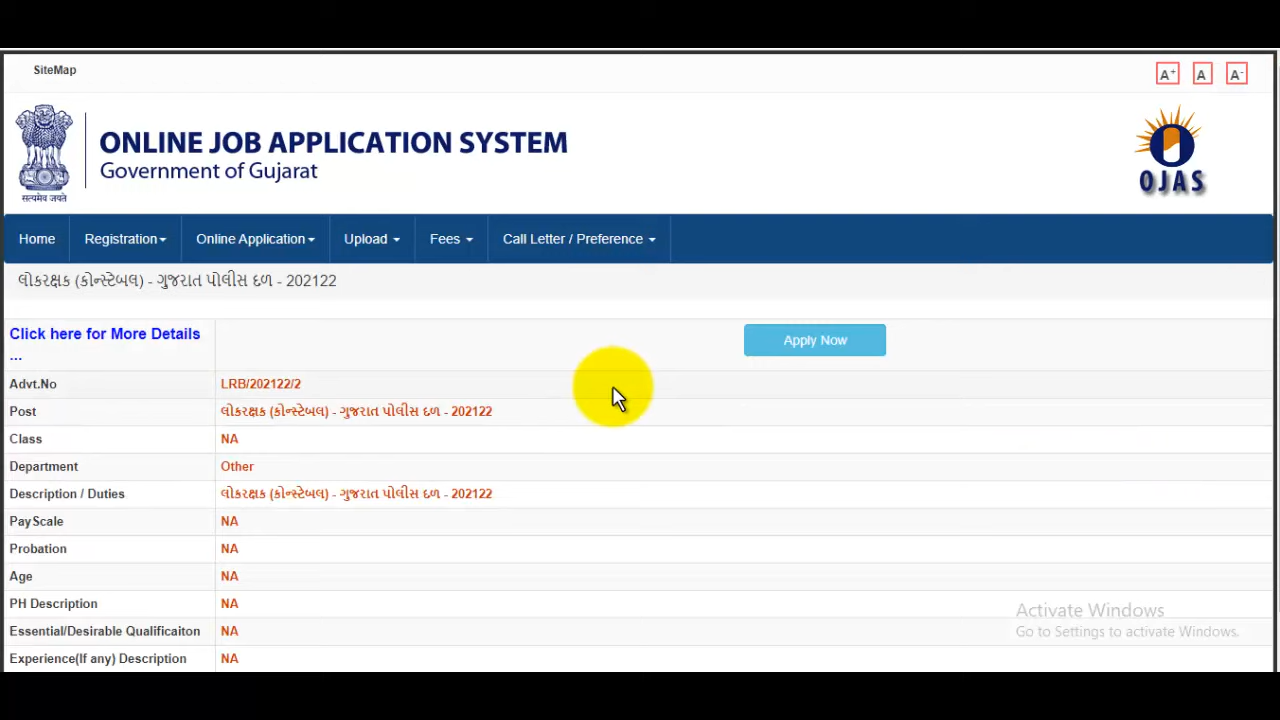 SiteMap
A+ A A-
ONLINE JOB APPLICATION SYSTEM
Government of Gujarat
सत्यमेव जयते
OJAS
Home Registration Online Application Upload Fees Call Letter / Preference
લોકરક્ષક (કોન્સ્ટેબલ) - ગુજરાત પોલીસ દળ - 202122
Click here for More Details
...
Apply Now
Advt.No LRB/202122/2
Post લોકરક્ષક (કોન્સ્ટેબલ) - ગુજરાત પોલીસ દળ - 202122
Class NA
Department Other
Description / Duties લોકરક્ષક (કોન્સ્ટેબલ) - ગુજરાત પોલીસ દળ - 202122
PayScale NA
Probation NA
Age NA
PH Description NA
Essential/Desirable Qualificaiton NA
Experience(If any) Description NA
Activate Windows
Go to Settings to activate Windows.